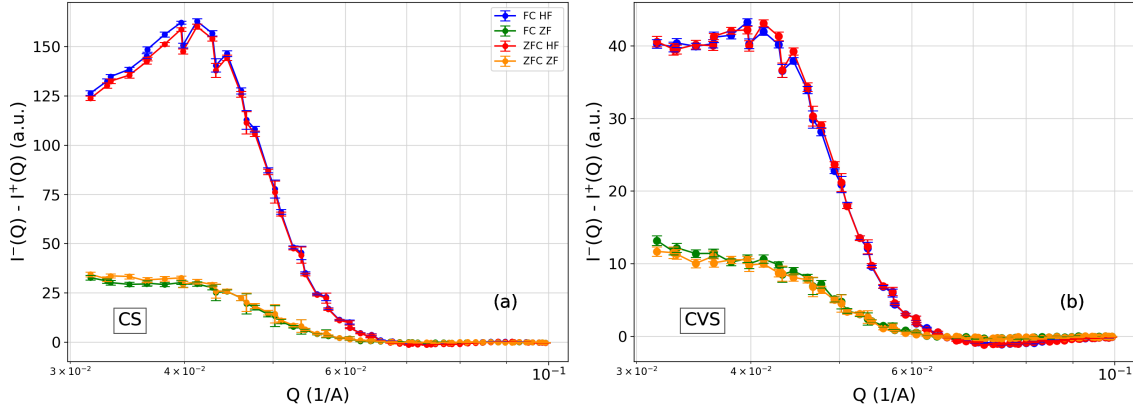 FC HF
FC ZF
ZFC HF
ZFC ZF
I⁻(Q) - I⁺(Q) (a.u.)
150
125
100
75
50
25
0
CS
(a)
3 × 10⁻²
4 × 10⁻²
6 × 10⁻²
10⁻¹
Q (1/A)
I⁻(Q) - I⁺(Q) (a.u.)
40
30
20
10
0
CVS
(b)
3 × 10⁻²
4 × 10⁻²
6 × 10⁻²
10⁻¹
Q (1/A)